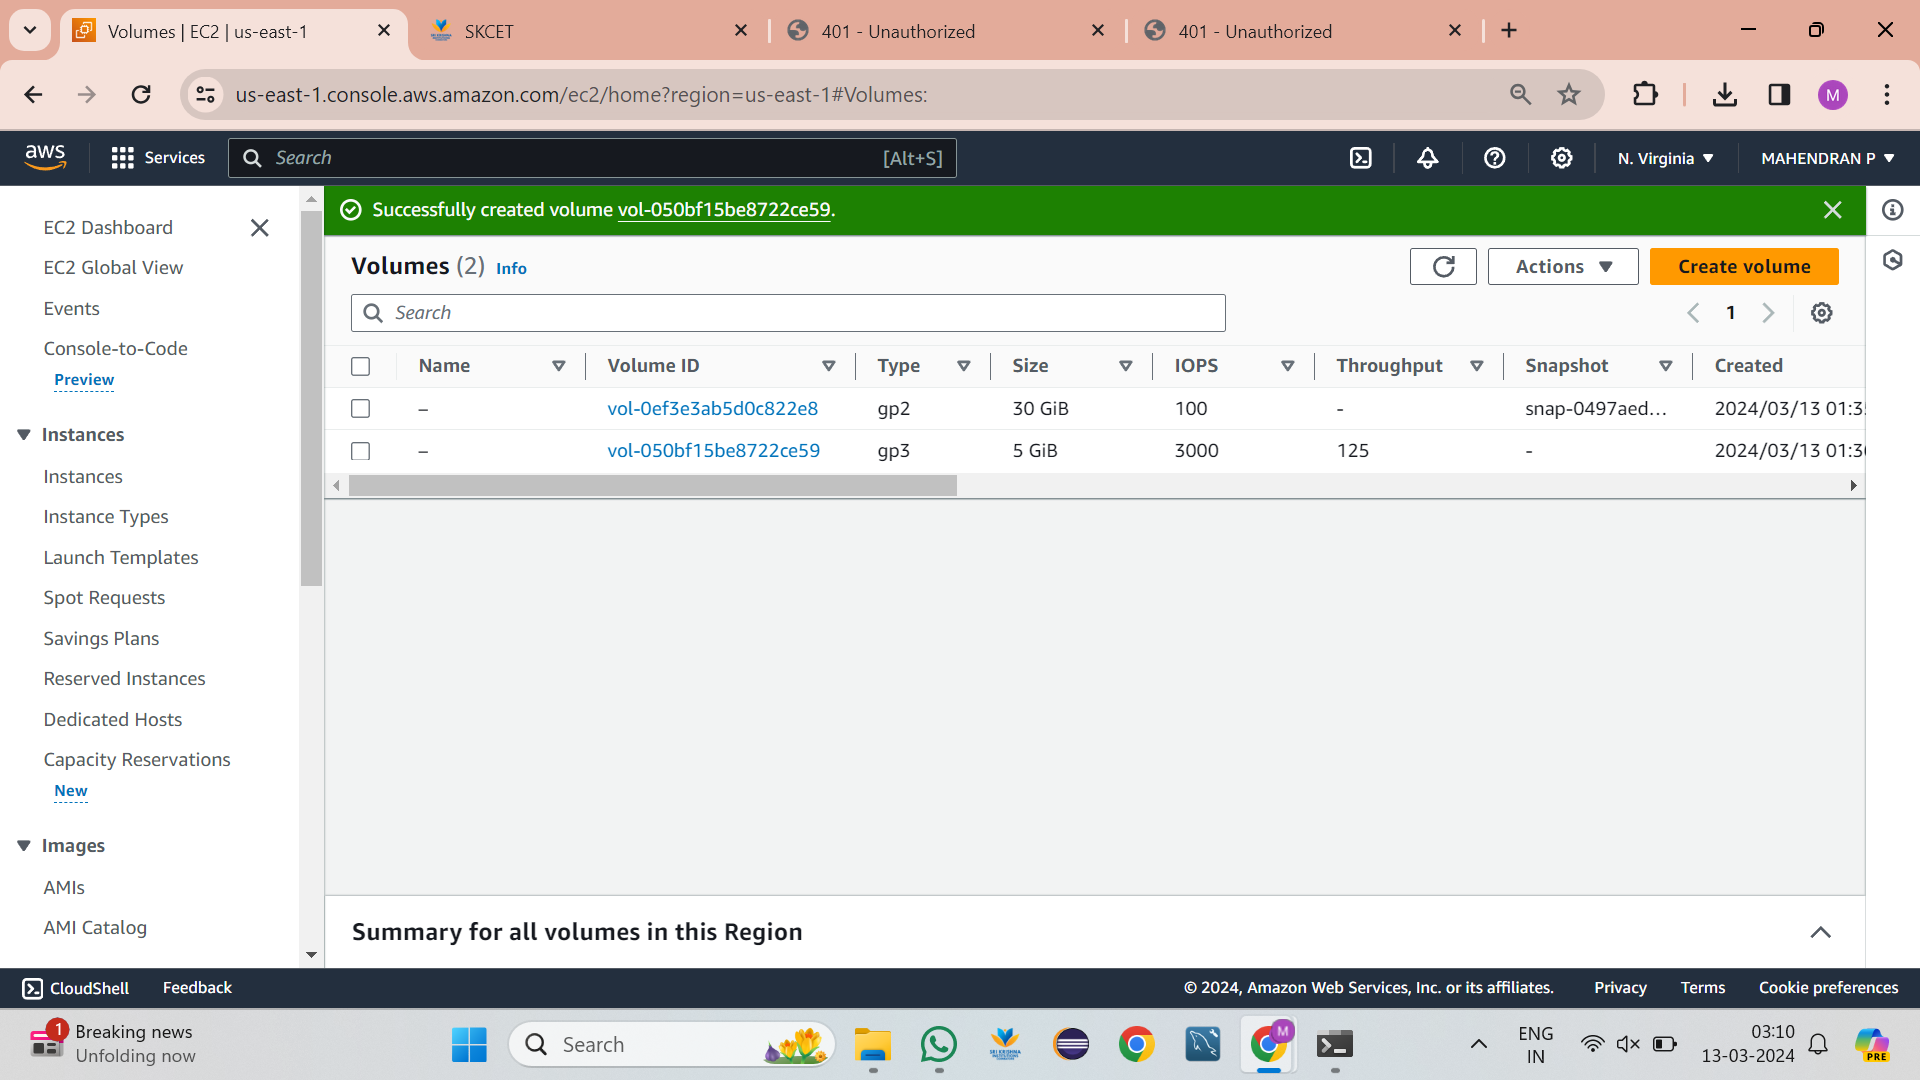 Volumes | EC2 | us-east-1
SKCET
401 - Unauthorized
401 - Unauthorized
us-east-1.console.aws.amazon.com/ec2/home?region=us-east-1#Volumes:
M
aws
Services
Search
[Alt+S]
N. Virginia
MAHENDRAN P
EC2 Dashboard
EC2 Global View
Events
Console-to-Code
Preview
Instances
Instances
Instance Types
Launch Templates
Spot Requests
Savings Plans
Reserved Instances
Dedicated Hosts
Capacity Reservations
New
Images
AMIs
AMI Catalog
Successfully created volume vol-050bf15be8722ce59.
Volumes (2) Info
Actions
Create volume
Search
1
Name Volume ID Type Size IOPS Throughput Snapshot Created
– vol-0ef3e3ab5d0c822e8 gp2 30 GiB 100 - snap-0497aed... 2024/03/13 01:3
– vol-050bf15be8722ce59 gp3 5 GiB 3000 125 - 2024/03/13 01:3
Summary for all volumes in this Region
CloudShell
Feedback
© 2024, Amazon Web Services, Inc. or its affiliates.
Privacy
Terms
Cookie preferences
1
Breaking news
Unfolding now
Search
M
ENG
IN
03:10
13-03-2024
PRE